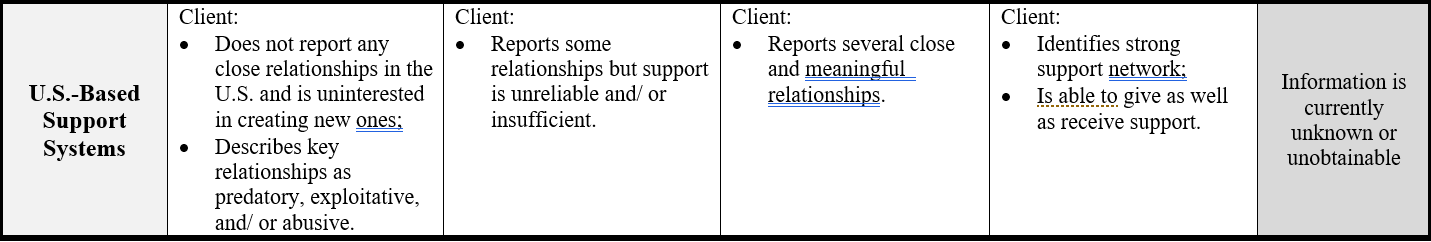 U.S.-Based
Support
Systems
Client:
• Does not report any
close relationships in the
U.S. and is uninterested
in creating new ones;
• Describes key
relationships as
predatory, exploitative,
and/ or abusive.
Client:
• Reports some
relationships but support
is unreliable and/ or
insufficient.
Client:
• Reports several close
and meaningful
relationships.
Client:
• Identifies strong
support network;
• Is able to give as well
as receive support.
Information is
currently
unknown or
unobtainable